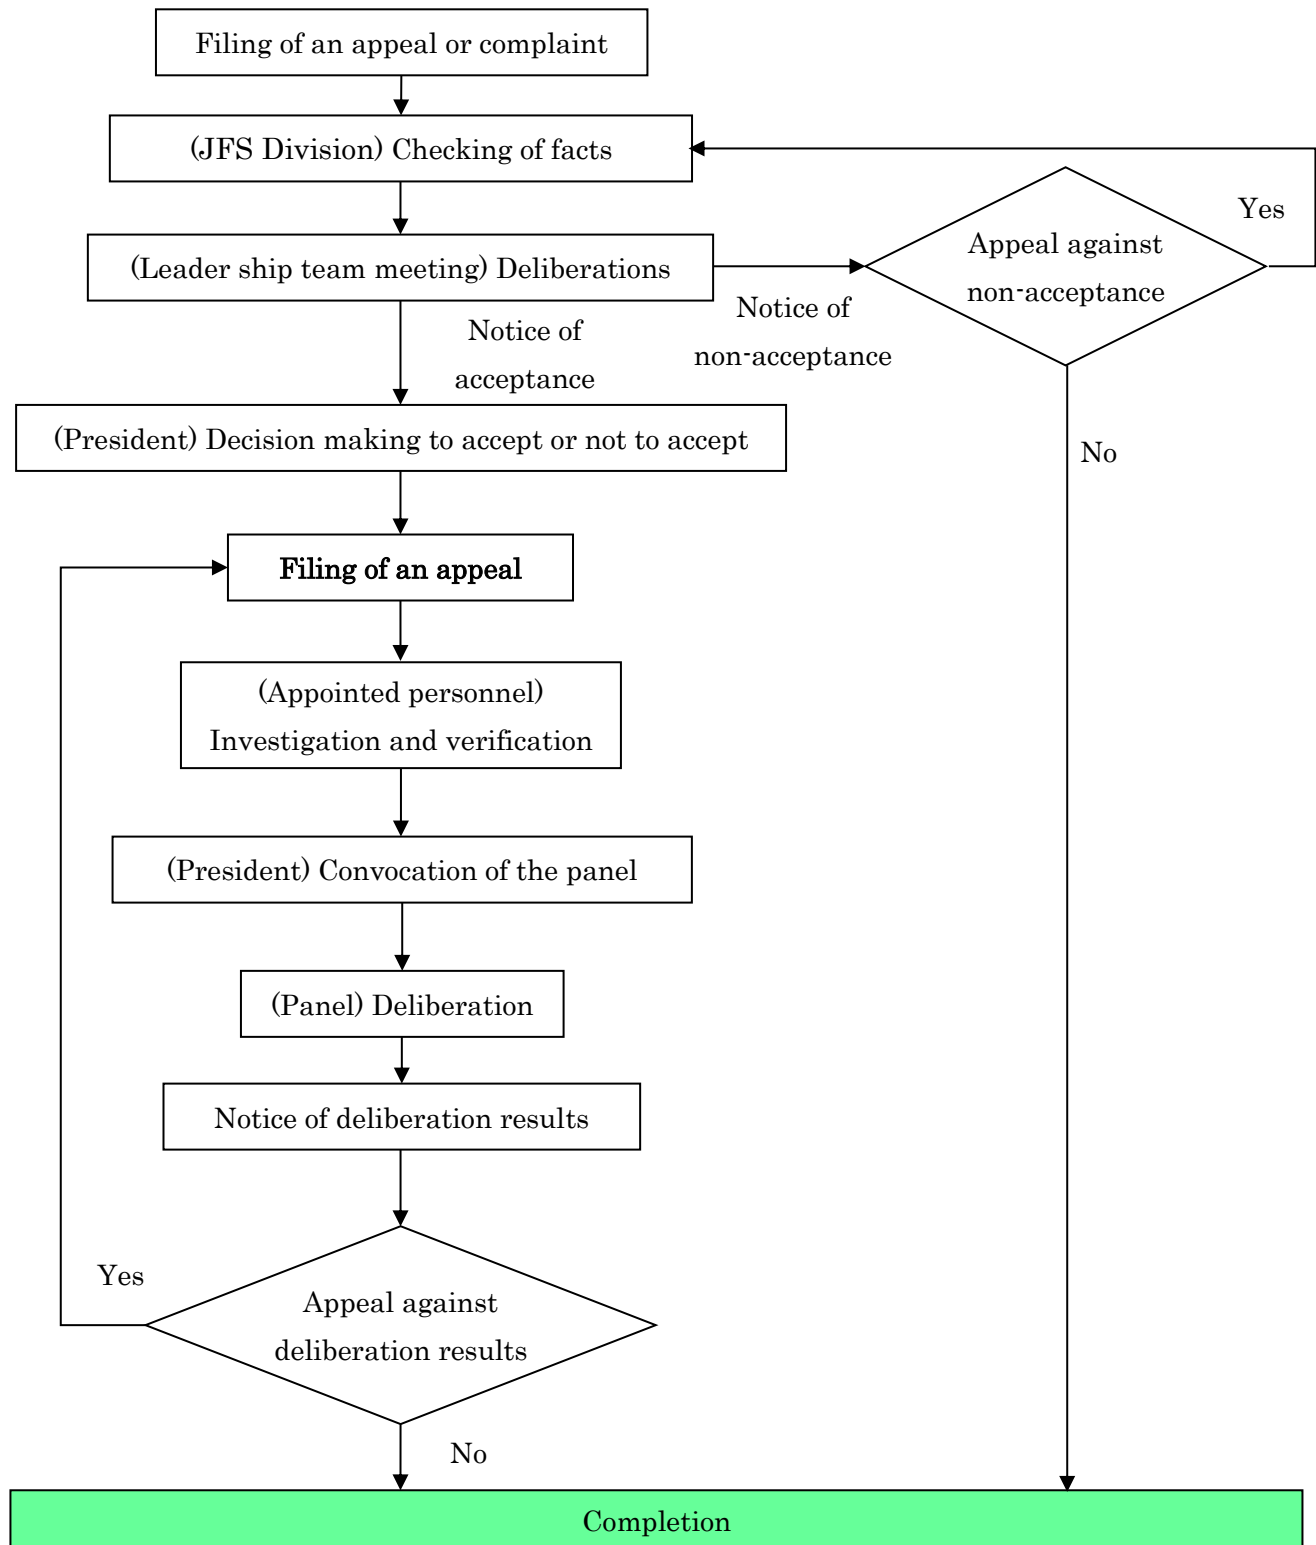 Filing of an appeal or complaint
(JFS Division) Checking of facts
Yes
Appeal against
non-acceptance
(Leader ship team meeting) Deliberations
Notice of
non-acceptance
Notice of
acceptance
(President) Decision making to accept or not to accept
No
Filing of an appeal
(Appointed personnel)
Investigation and verification
(President) Convocation of the panel
(Panel) Deliberation
Notice of deliberation results
Yes
Appeal against
deliberation results
No
Completion